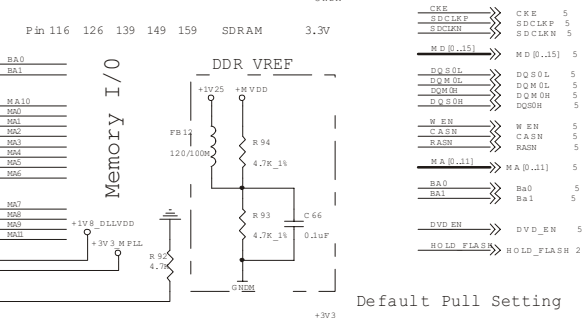 Pin 116 126 139 149 159 SDRAM 3.3V
DDR VREF
+1V25 +MVDD
FB12
120/100M
R94
4.7K_1%
R93
4.7K_1%
C66
0.1uF
GNDM
+3V3
BA0
BA1
MA10
MA0
MA1
MA2
MA3
MA4
MA5
MA6
MA7
MA8
MA9
MA11
Memory I/O
+1V8_DLLVDD
+3V3_MPLL
R92
4.7K
CKE CKE 5
SDCLKP SDCLKP 5
SDCLKN SDCLKN 5
MD[0..15] MD[0..15] 5
DQS0L DQS0L 5
DQM0L DQM0L 5
DQM0H DQM0H 5
DQS0H DQS0H 5
WEN WEN 5
CASN CASN 5
RASN RASN 5
MA[0..11] MA[0..11] 5
BA0 Ba0 5
BA1 Ba1 5
DVDEN DVD_EN 5
HOLD_FLASH HOLD_FLASH 2
Default Pull Setting